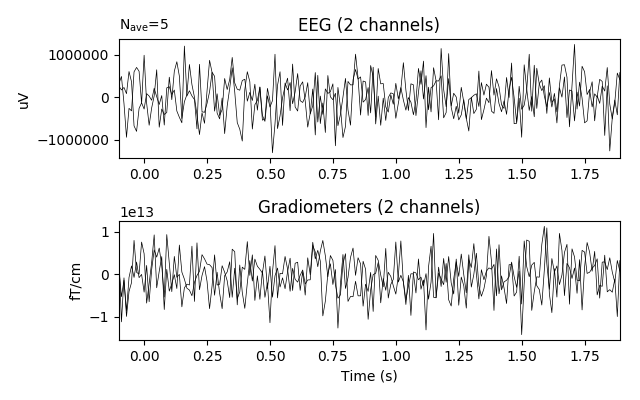 N_ave=5
EEG (2 channels)
1000000
0
−1000000
uV
0.00 0.25 0.50 0.75 1.00 1.25 1.50 1.75
1e13
Gradiometers (2 channels)
1
0
−1
fT/cm
0.00 0.25 0.50 0.75 1.00 1.25 1.50 1.75
Time (s)